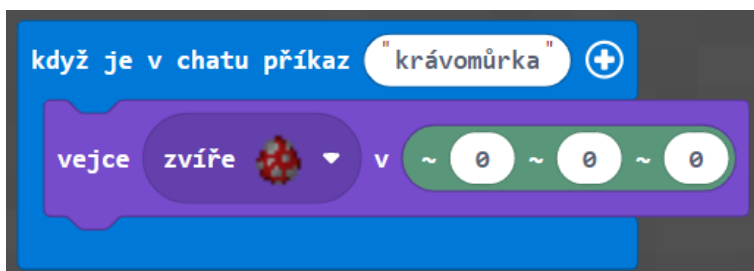 když je v chatu příkaz "krávomůrka"
vejce zvíře v ~ 0 ~ 0 ~ 0